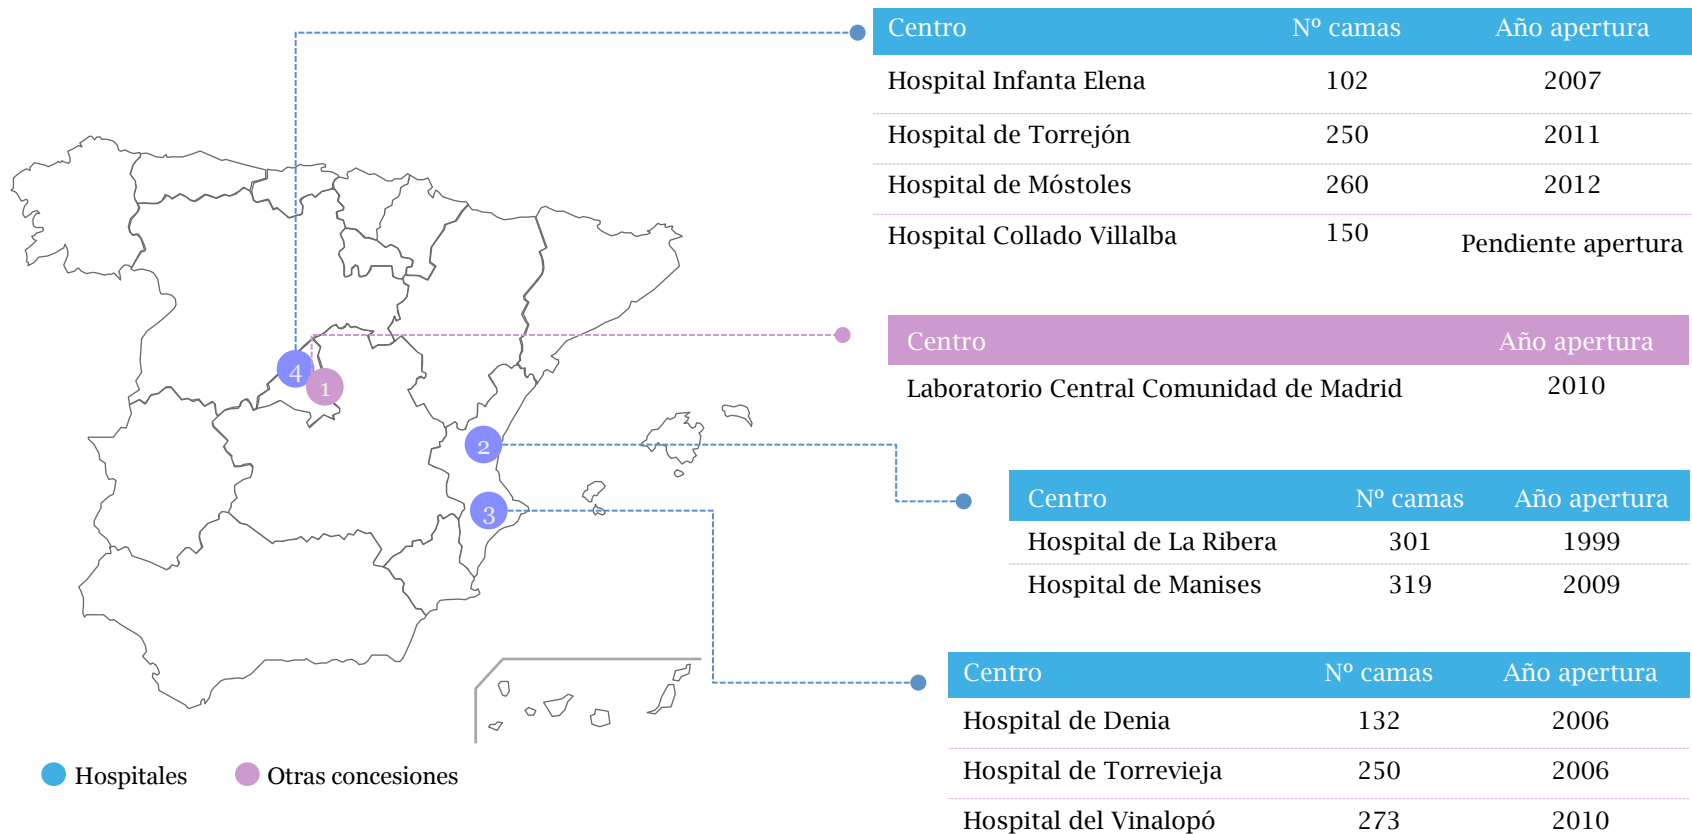 Centro Nº camas Año apertura
Hospital Infanta Elena 102 2007
Hospital de Torrejón 250 2011
Hospital de Móstoles 260 2012
Hospital Collado Villalba 150 Pendiente apertura
Centro Año apertura
Laboratorio Central Comunidad de Madrid 2010
4
1
2
3
Centro Nº camas Año apertura
Hospital de La Ribera 301 1999
Hospital de Manises 319 2009
Centro Nº camas Año apertura
Hospital de Denia 132 2006
Hospital de Torrevieja 250 2006
Hospital del Vinalopó 273 2010
Hospitales Otras concesiones